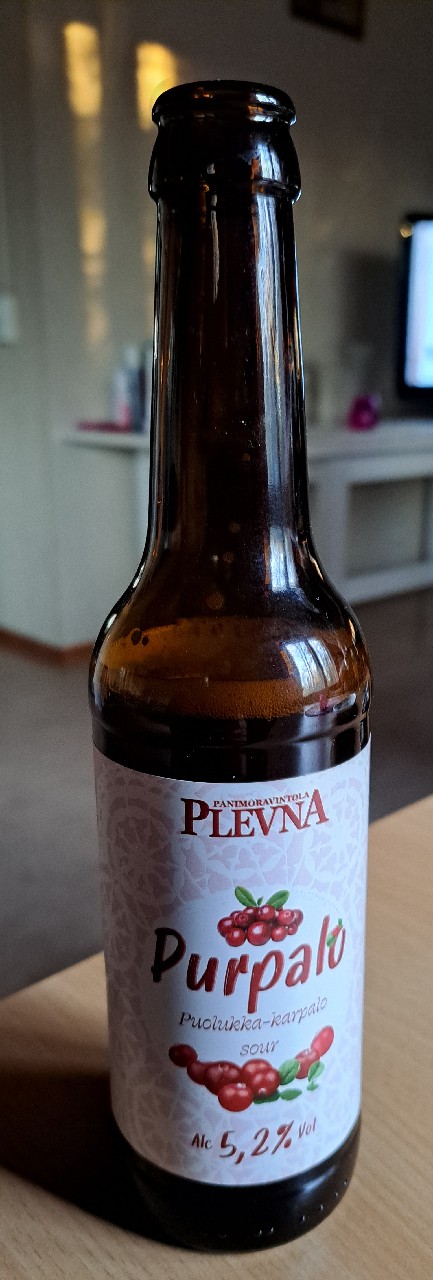 PANIMORAVINTOLA
PLEVNA
Purpalo
Puolukka-karpalo
sour
Alc 5,2% Vol